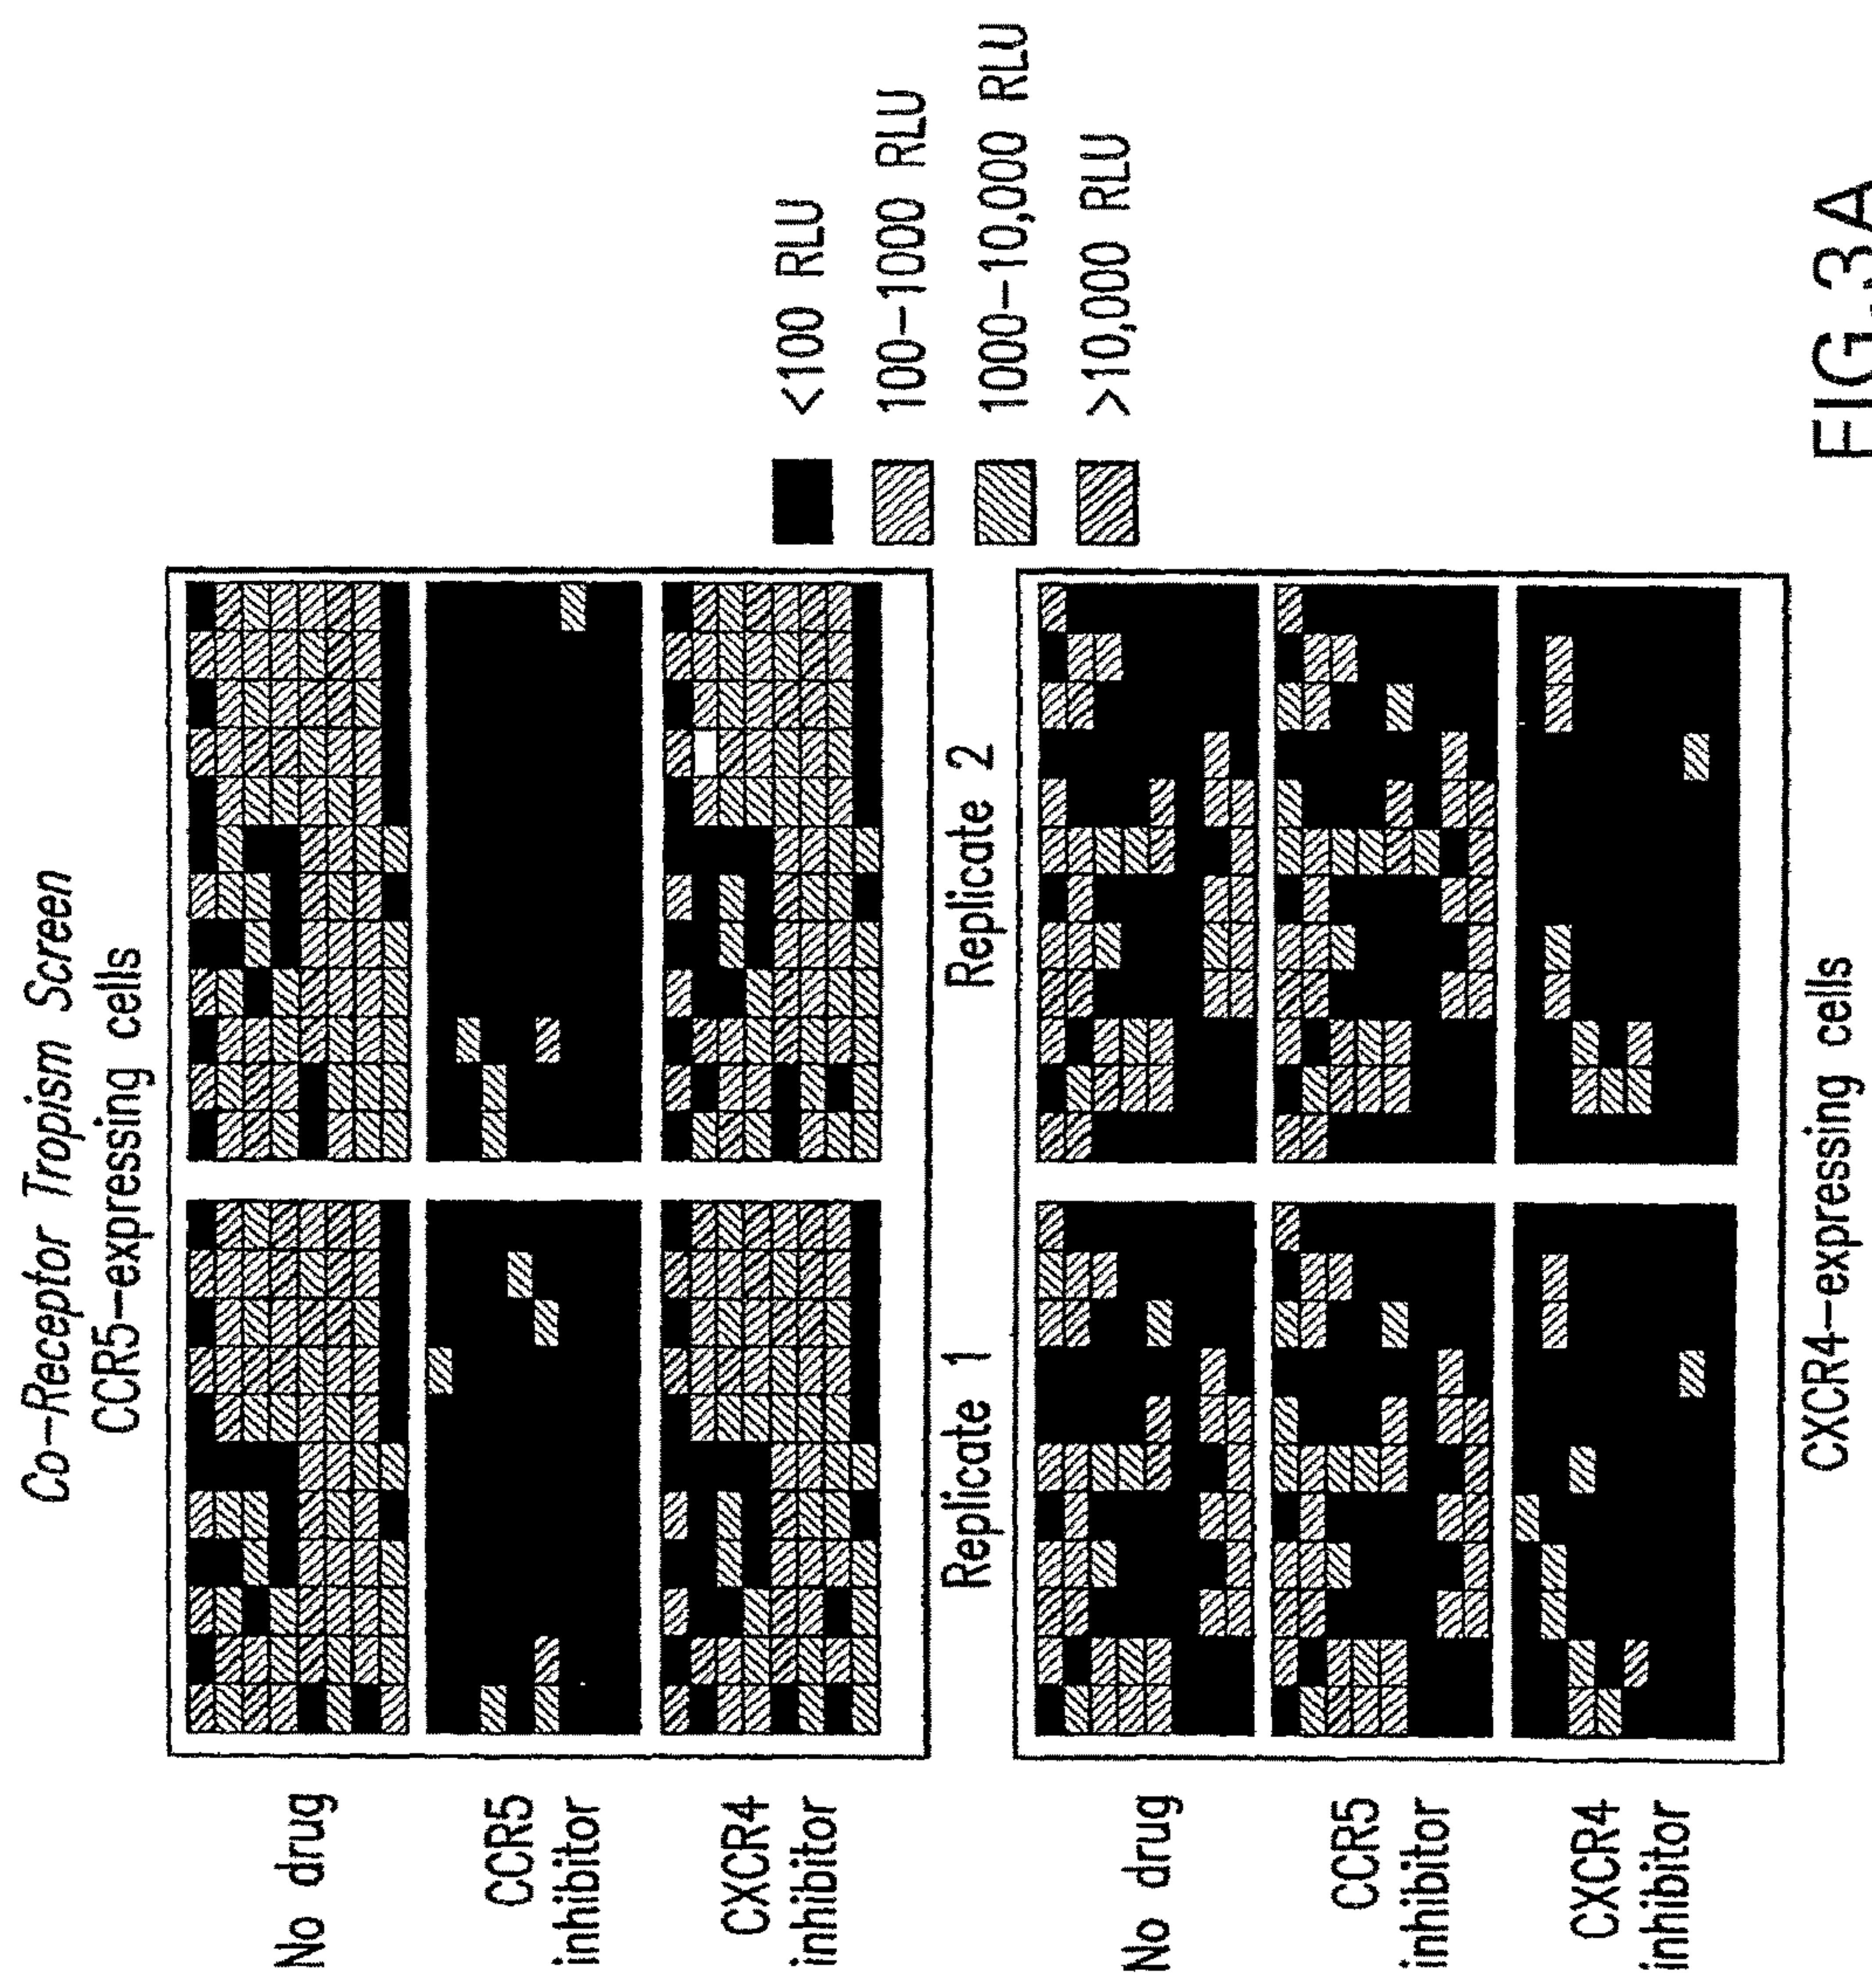 Co-Receptor Tropism Screen
CCR5-expressing cells
No drug
CCR5
inhibitor
CXCR4
inhibitor
Replicate 1
Replicate 2
No drug
CCR5
inhibitor
CXCR4
inhibitor
CXCR4-expressing cells
<100 RLU
100-1000 RLU
1000-10,000 RLU
>10,000 RLU
FIG.3A